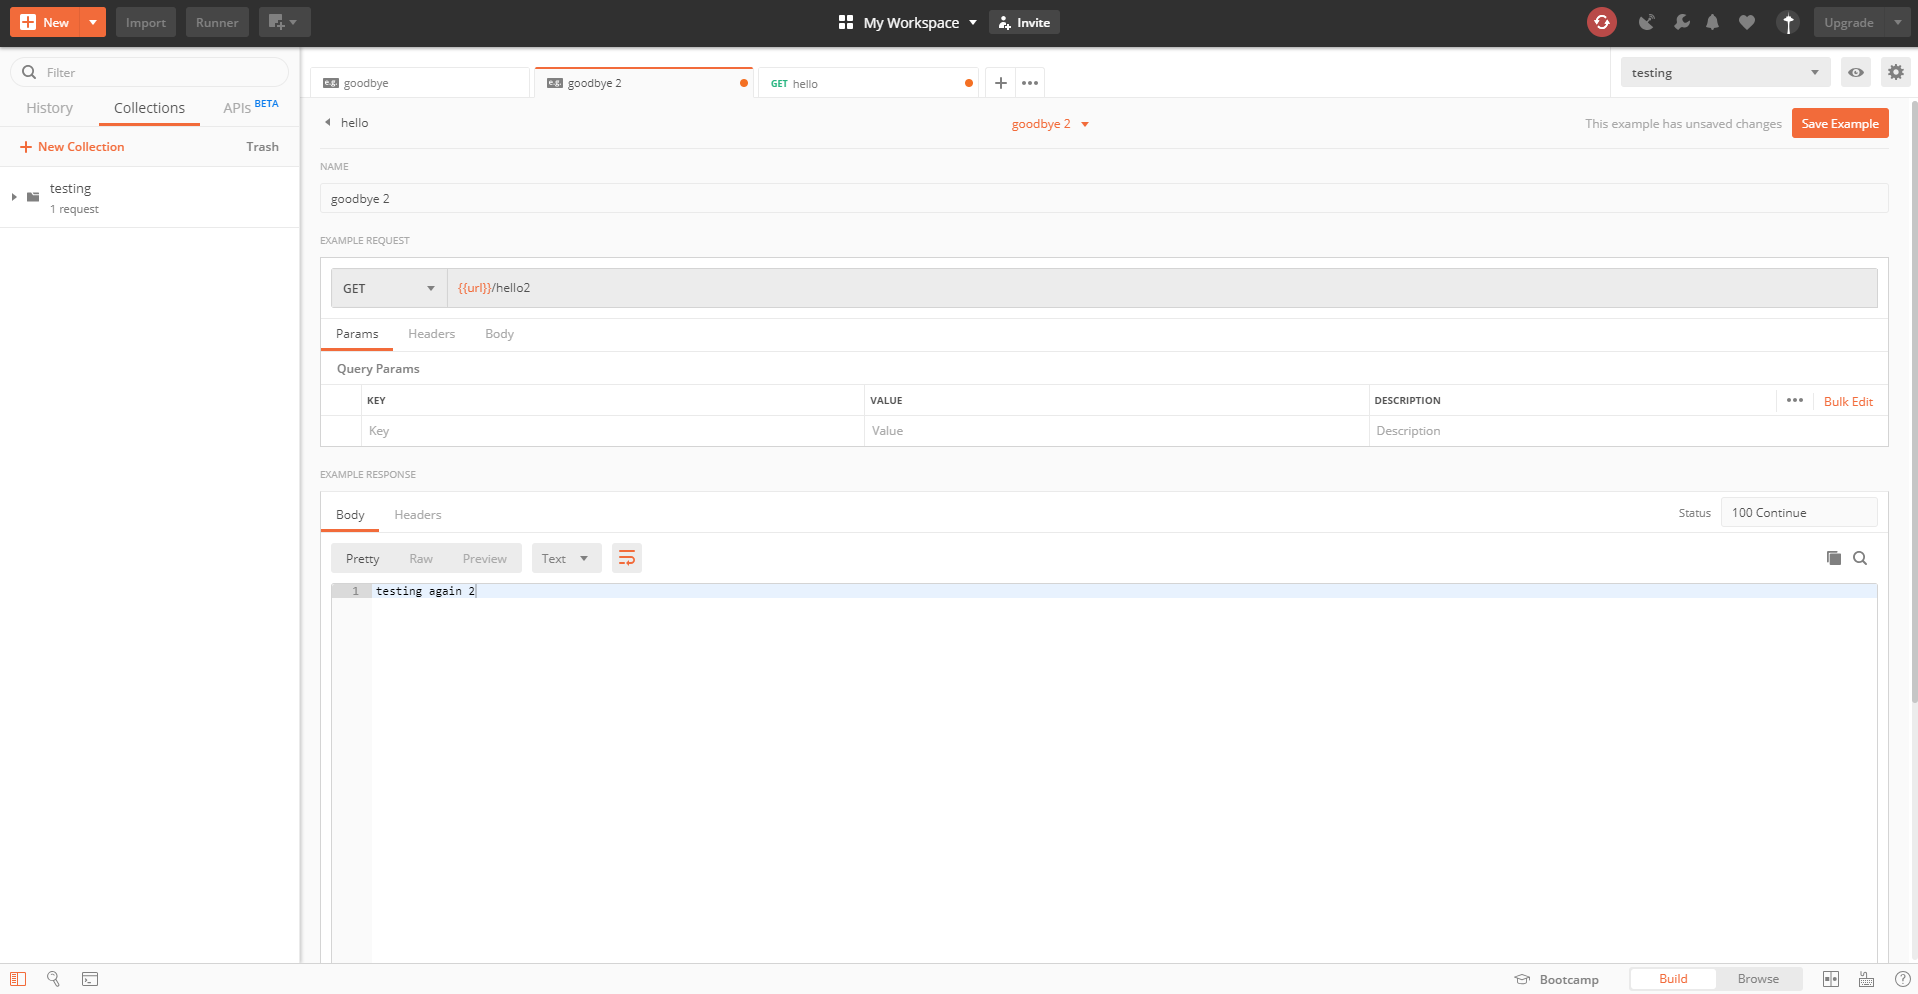 New Import Runner My Workspace Invite Upgrade
Filter
e.g. goodbye e.g. goodbye 2 GET hello testing
History Collections APIs BETA
hello goodbye 2 This example has unsaved changes Save Example
New Collection Trash
NAME
testing
1 request
goodbye 2
EXAMPLE REQUEST
GET {{url}}/hello2
Params Headers Body
Query Params
KEY VALUE DESCRIPTION Bulk Edit
Key Value Description
EXAMPLE RESPONSE
Body Headers Status 100 Continue
Pretty Raw Preview Text
1 testing again 2
Bootcamp Build Browse